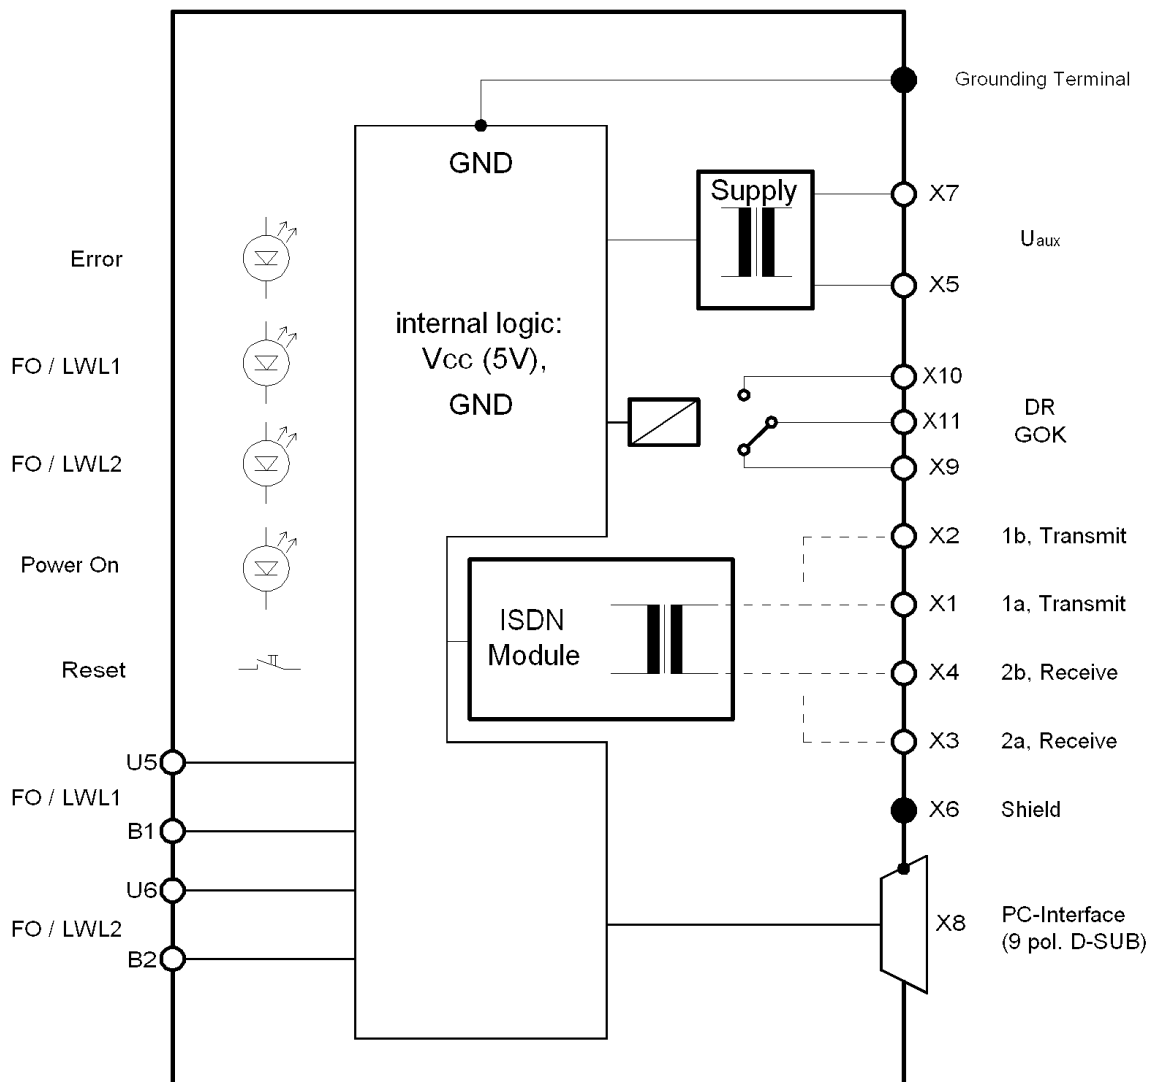 Grounding Terminal
GND
Supply
X7
Uaux
X5
Error
internal logic:
Vcc (5V),
GND
FO / LWL1
X10
X11
DR
GOK
X9
FO / LWL2
X2
1b, Transmit
Power On
ISDN
Module
X1
1a, Transmit
X4
2b, Receive
Reset
X3
2a, Receive
U5
FO / LWL1
B1
X6
Shield
U6
FO / LWL2
B2
X8
PC-Interface
(9 pol. D-SUB)